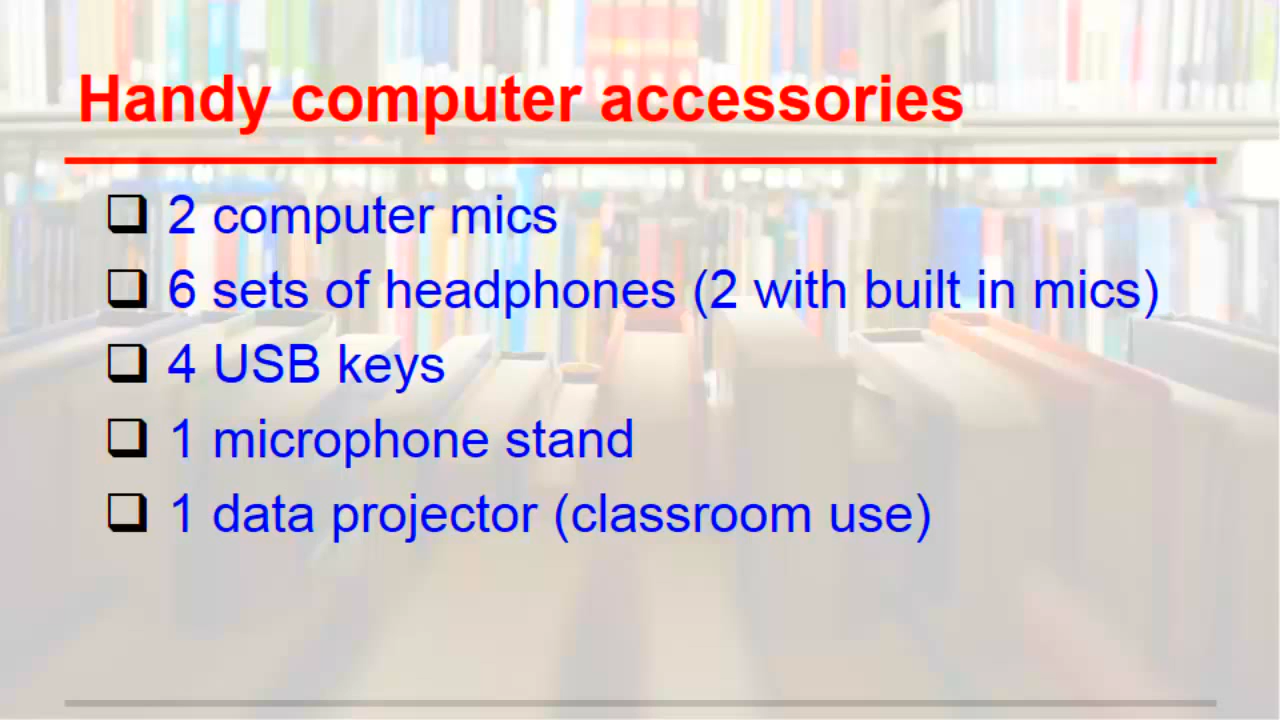 Handy computer accessories
2 computer mics
6 sets of headphones (2 with built in mics)
4 USB keys
1 microphone stand
1 data projector (classroom use)